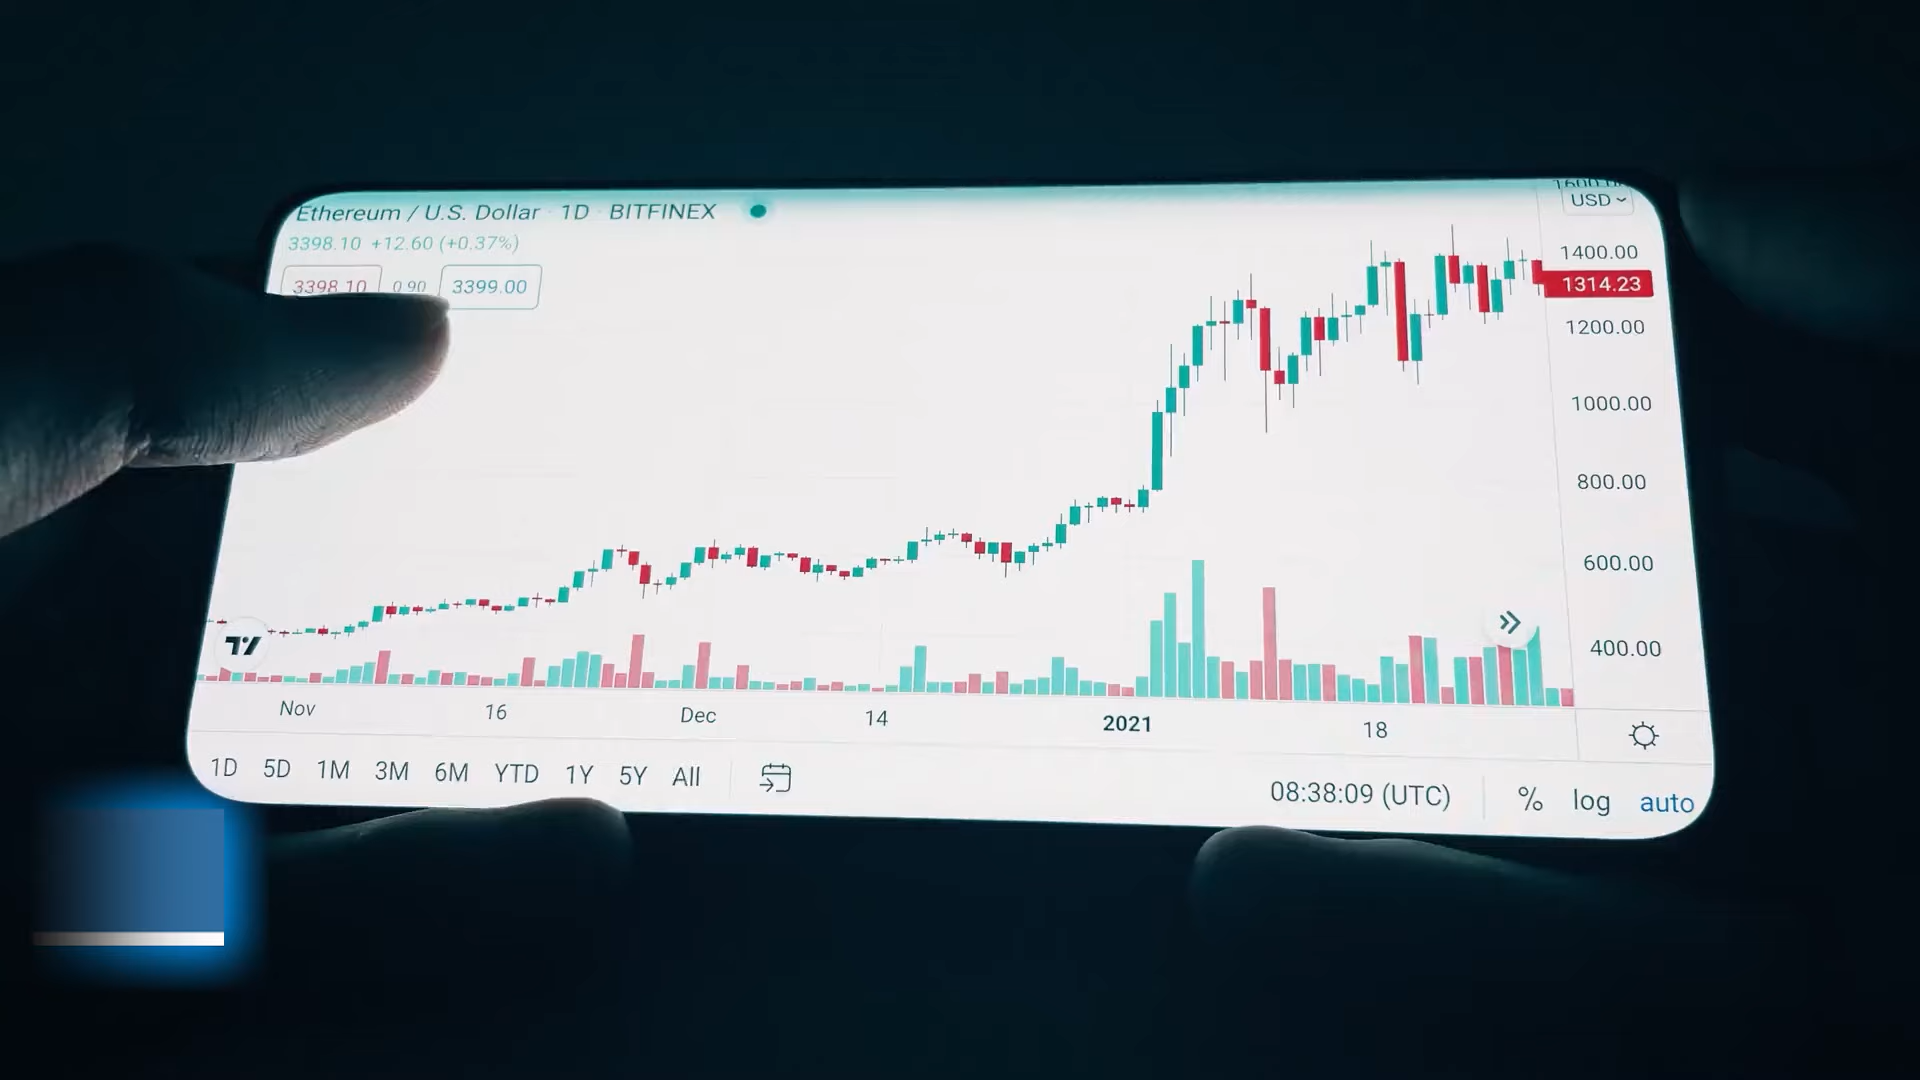 Ethereum / U.S. Dollar · 1D · BITFINEX
3398.10 +12.60 (+0.37%)
3398.10 0.90 3399.00
USD
1400.00
1314.23
1200.00
1000.00
800.00
600.00
400.00
Nov 16 Dec 14 2021 18
1D 5D 1M 3M 6M YTD 1Y 5Y All
08:38:09 (UTC) % log auto